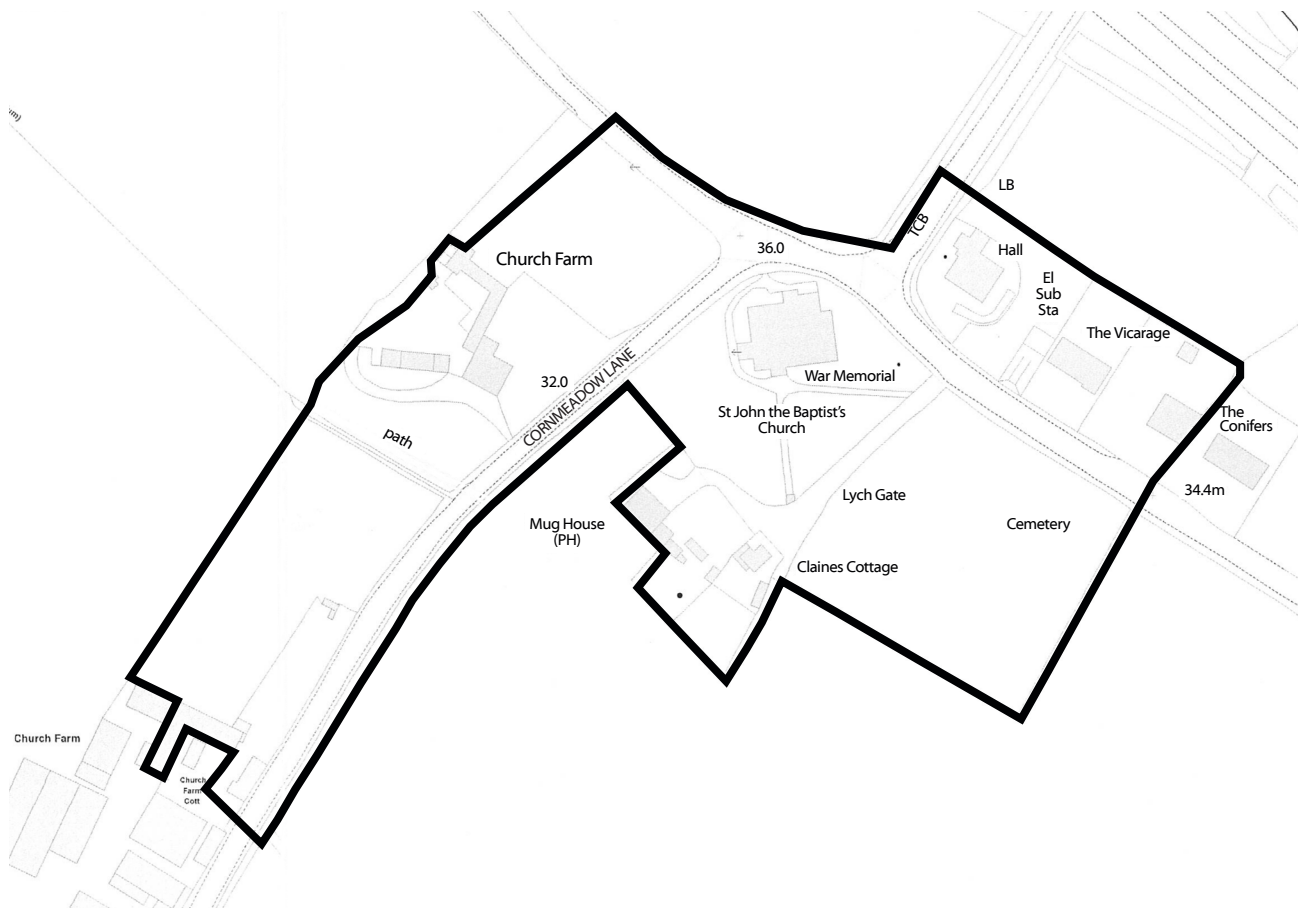 LB
TCB
Hall
36.0
Church Farm
El
Sub
Sta
The Vicarage
CORNMEADOW LANE
32.0
War Memorial
St John the Baptist's
Church
The
Conifers
path
34.4m
Lych Gate
Mug House
(PH)
Cemetery
Claines Cottage
Church Farm
Church
Farm
Cott